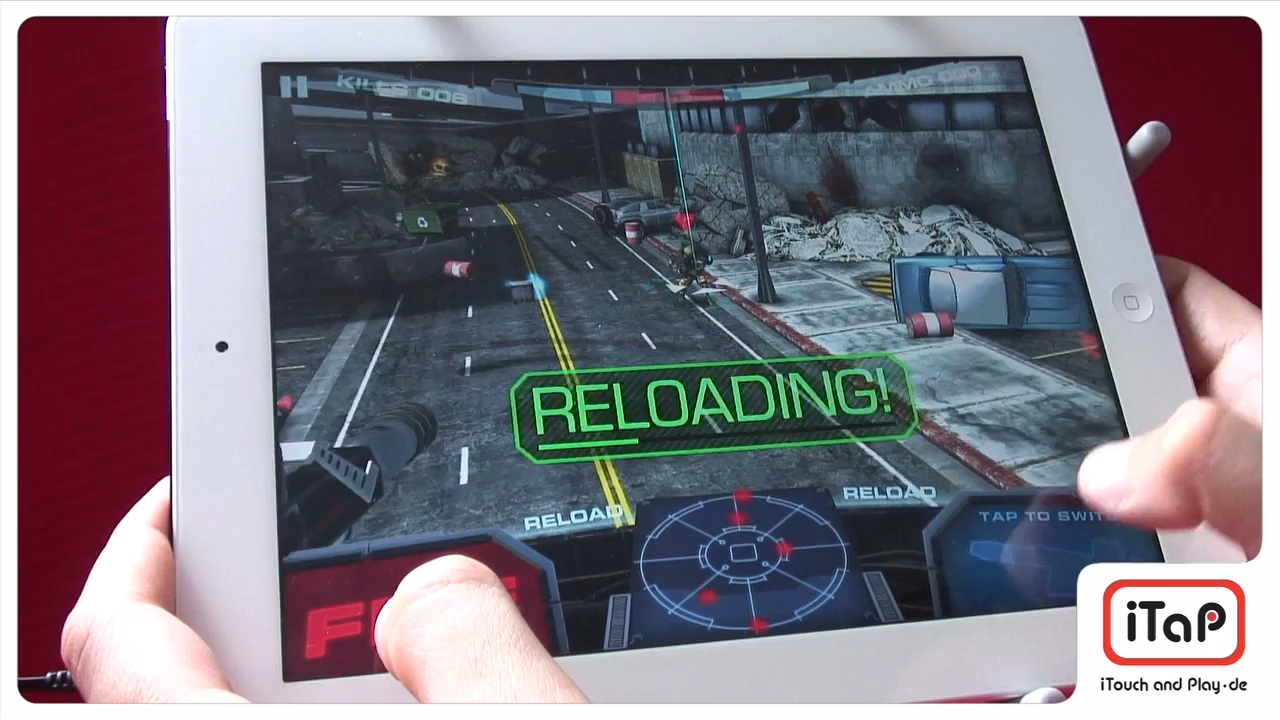 KILLS 006
AMMO 000
RELOADING!
RELOAD
RELOAD
TAP TO SWIT
iTaP
iTouch and Play·de